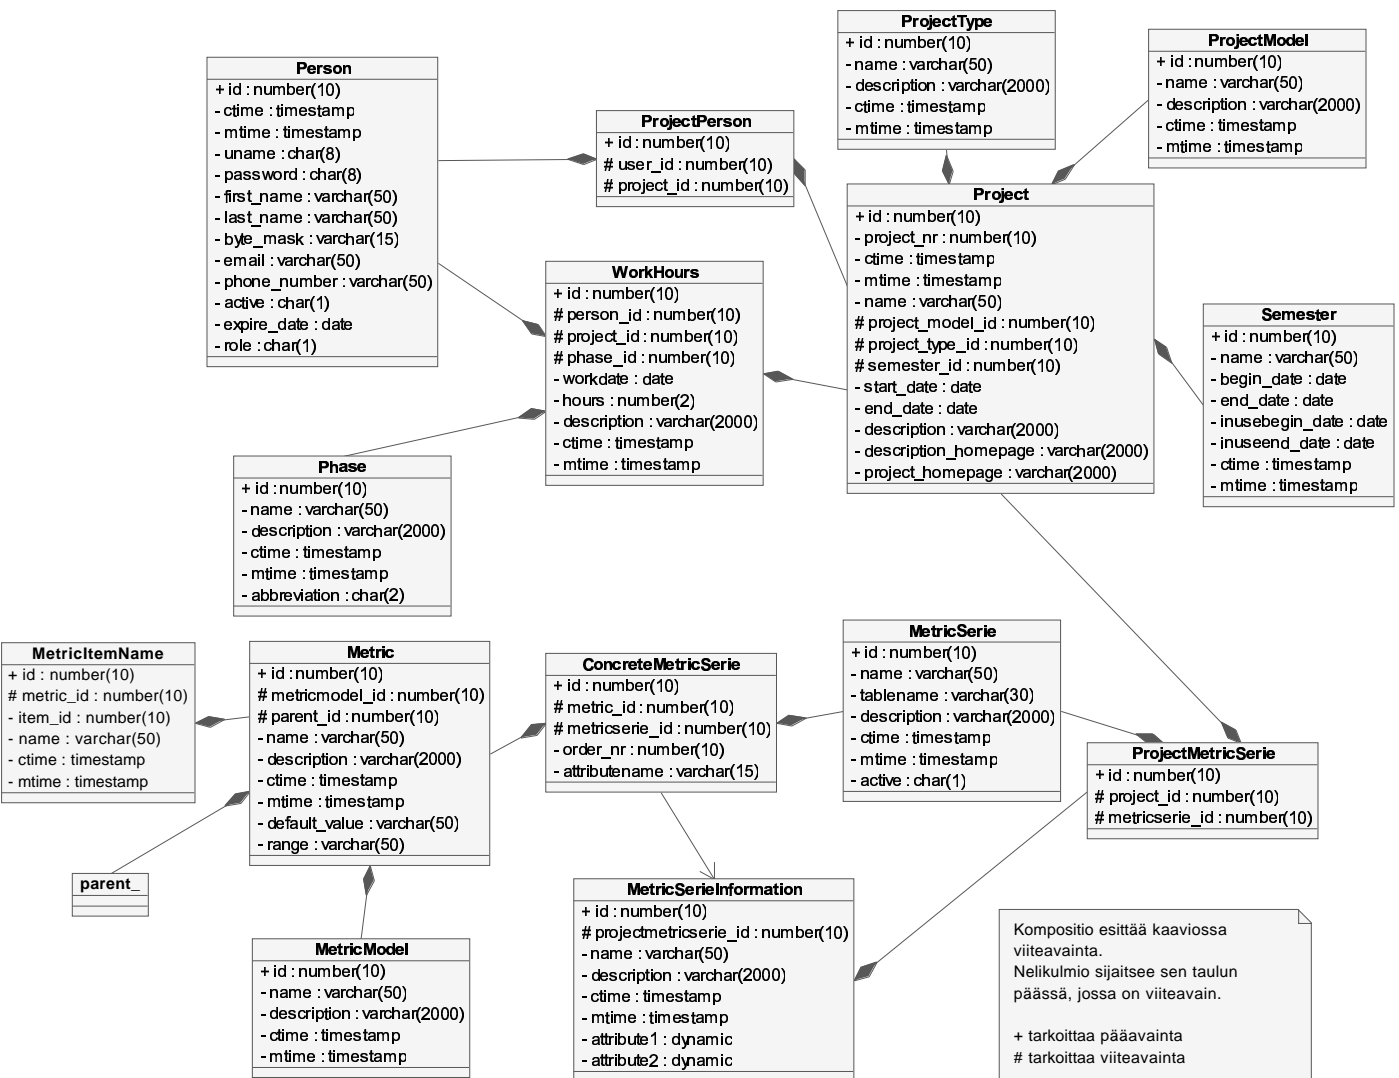 ProjectType
+ id : number(10)
- name : varchar(50)
- description : varchar(2000)
- ctime : timestamp
- mtime : timestamp
ProjectModel
+ id : number(10)
- name : varchar(50)
- description : varchar(2000)
- ctime : timestamp
- mtime : timestamp
Person
+ id : number(10)
- ctime : timestamp
- mtime : timestamp
- uname : char(8)
- password : char(8)
- first_name : varchar(50)
- last_name : varchar(50)
- byte_mask : varchar(15)
- email : varchar(50)
- phone_number : varchar(50)
- active : char(1)
- expire_date : date
- role : char(1)
ProjectPerson
+ id : number(10)
# user_id : number(10)
# project_id : number(10)
Project
+ id : number(10)
- project_nr : number(10)
- ctime : timestamp
- mtime : timestamp
- name : varchar(50)
# project_model_id : number(10)
# project_type_id : number(10)
# semester_id : number(10)
- start_date : date
- end_date : date
- description : varchar(2000)
- description_homepage : varchar(2000)
- project_homepage : varchar(2000)
WorkHours
+ id : number(10)
# person_id : number(10)
# project_id : number(10)
# phase_id : number(10)
- workdate : date
- hours : number(2)
- description : varchar(2000)
- ctime : timestamp
- mtime : timestamp
Semester
+ id : number(10)
- name : varchar(50)
- begin_date : date
- end_date : date
- inusebegin_date : date
- inuseend_date : date
- ctime : timestamp
- mtime : timestamp
Phase
+ id : number(10)
- name : varchar(50)
- description : varchar(2000)
- ctime : timestamp
- mtime : timestamp
- abbreviation : char(2)
MetricItemName
+ id : number(10)
# metric_id : number(10)
- item_id : number(10)
- name : varchar(50)
- ctime : timestamp
- mtime : timestamp
Metric
+ id : number(10)
# metricmodel_id : number(10)
# parent_id : number(10)
- name : varchar(50)
- description : varchar(2000)
- ctime : timestamp
- mtime : timestamp
- default_value : varchar(50)
- range : varchar(50)
ConcreteMetricSerie
+ id : number(10)
# metric_id : number(10)
# metricserie_id : number(10)
- order_nr : number(10)
- attributename : varchar(15)
MetricSerie
+ id : number(10)
- name : varchar(50)
- tablename : varchar(30)
- description : varchar(2000)
- ctime : timestamp
- mtime : timestamp
- active : char(1)
ProjectMetricSerie
+ id : number(10)
# project_id : number(10)
# metricserie_id : number(10)
parent_
MetricModel
+ id : number(10)
- name : varchar(50)
- description : varchar(2000)
- ctime : timestamp
- mtime : timestamp
MetricSerieInformation
+ id : number(10)
# projectmetricserie_id : number(10)
- name : varchar(50)
- description : varchar(2000)
- ctime : timestamp
- mtime : timestamp
- attribute1 : dynamic
- attribute2 : dynamic
Kompositio esittää kaaviossa
viiteavainta.
Nelikulmio sijaitsee sen taulun
päässä, jossa on viiteavain.
+ tarkoittaa pääavainta
# tarkoittaa viiteavainta